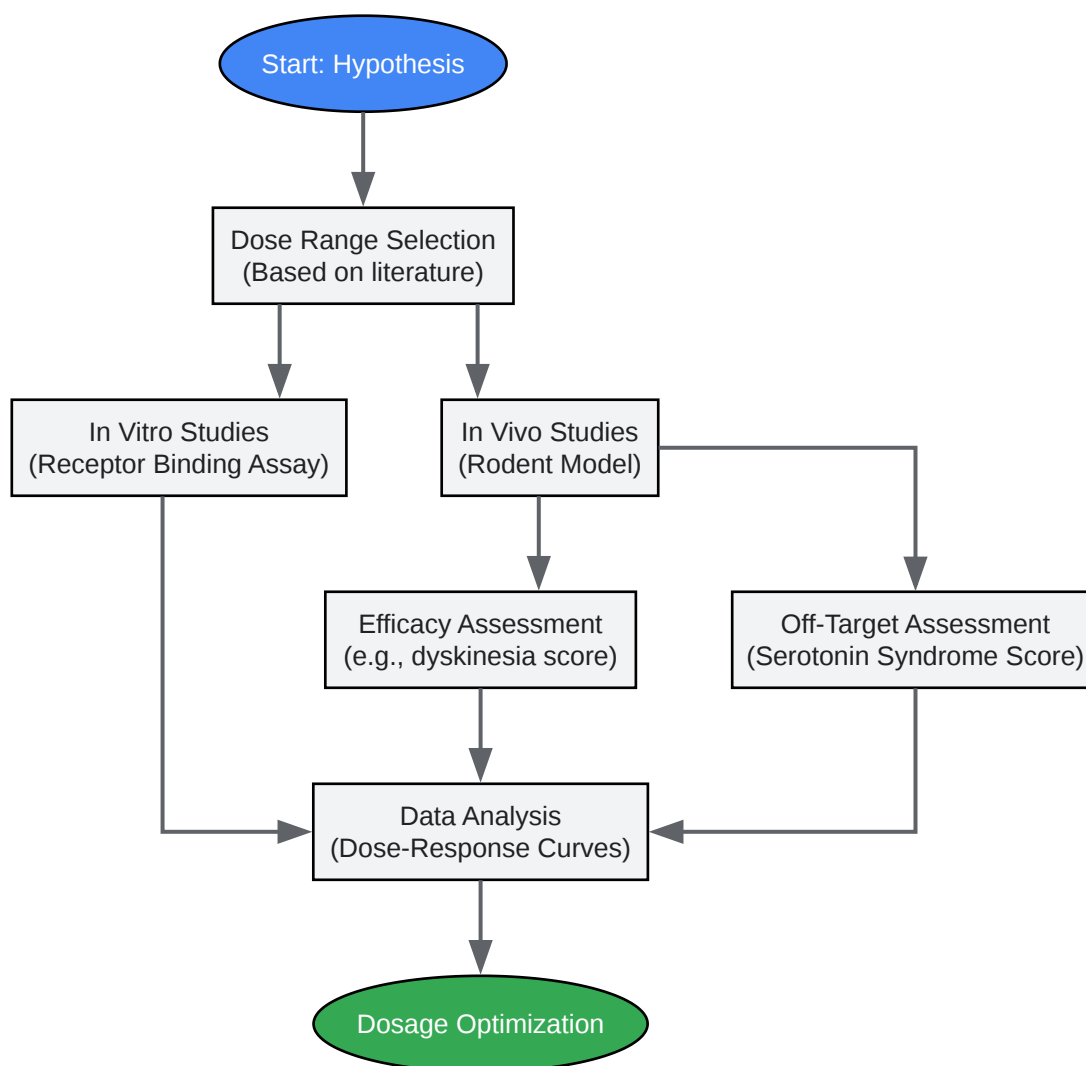 Start: Hypothesis
Dose Range Selection
(Based on literature)
In Vitro Studies
(Receptor Binding Assay)
In Vivo Studies
(Rodent Model)
Efficacy Assessment
(e.g., dyskinesia score)
Off-Target Assessment
(Serotonin Syndrome Score)
Data Analysis
(Dose-Response Curves)
Dosage Optimization